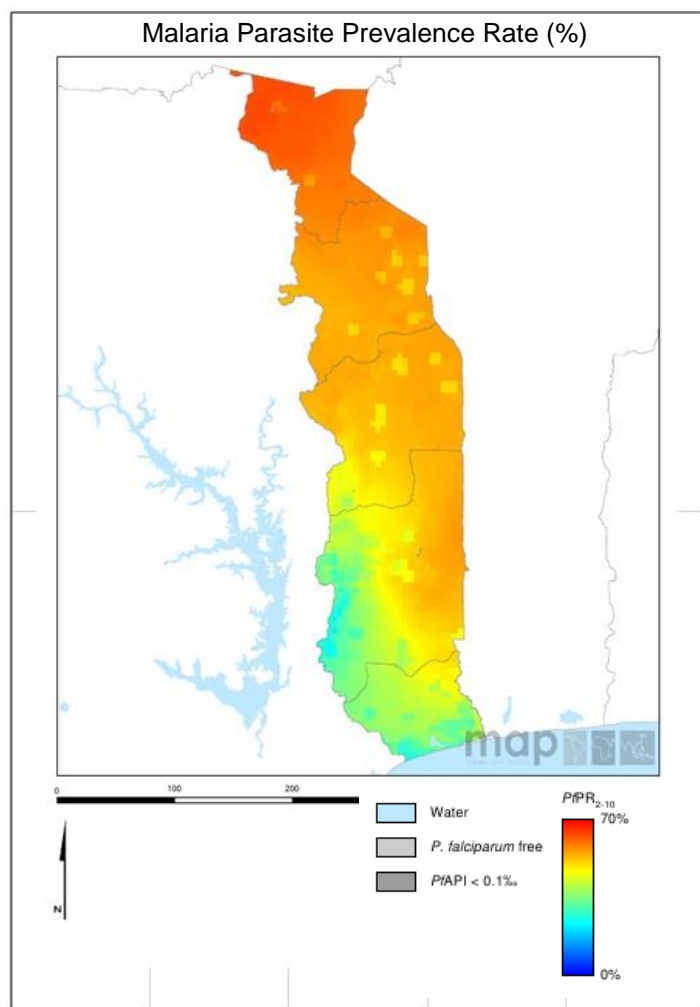 Malaria Parasite Prevalence Rate (%)
map
0 100 200
Water
P. falciparum free
PfAPI < 0.1‰
PfPR2-10
70%
0%
N